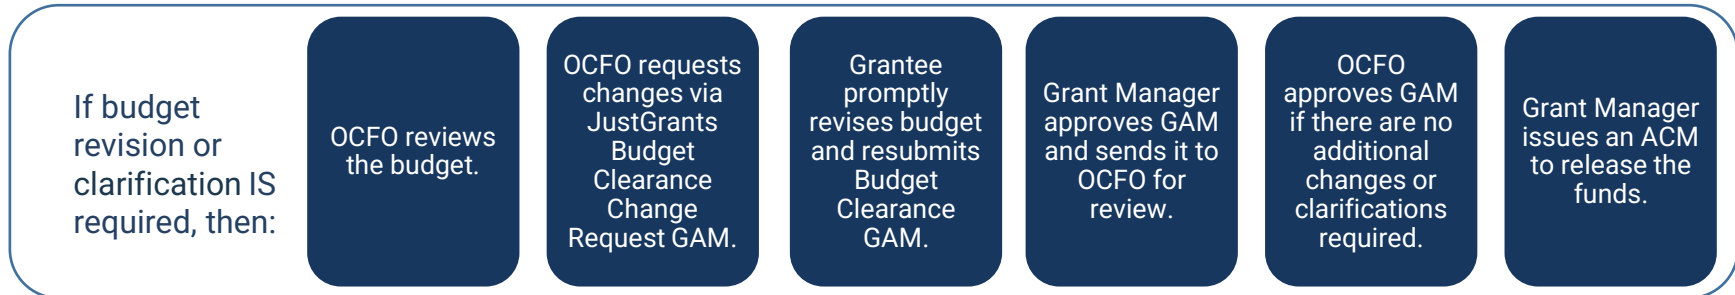 If budget
revision or
clarification IS
required, then:
OCFO reviews
the budget.
OCFO requests
changes via
JustGrants
Budget
Clearance
Change
Request GAM.
Grantee
promptly
revises budget
and resubmits
Budget
Clearance
GAM.
Grant Manager
approves GAM
and sends it to
OCFO for
review.
OCFO
approves GAM
if there are no
additional
changes or
clarifications
required.
Grant Manager
issues an ACM
to release the
funds.